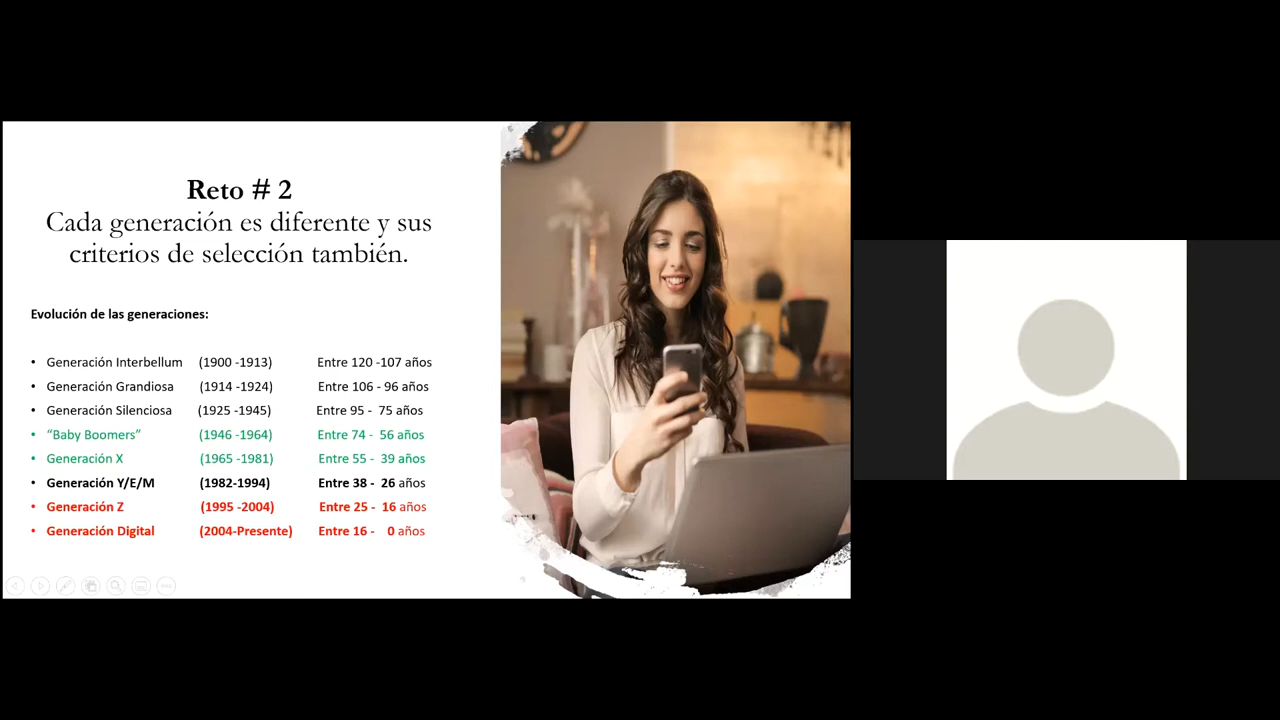 Reto # 2
Cada generación es diferente y sus
criterios de selección también.
Evolución de las generaciones:
• Generación Interbellum (1900 -1913) Entre 120 -107 años
• Generación Grandiosa (1914 -1924) Entre 106 - 96 años
• Generación Silenciosa (1925 -1945) Entre 95 - 75 años
• “Baby Boomers” (1946 -1964) Entre 74 - 56 años
• Generación X (1965 -1981) Entre 55 - 39 años
• Generación Y/E/M (1982-1994) Entre 38 - 26 años
• Generación Z (1995 -2004) Entre 25 - 16 años
• Generación Digital (2004-Presente) Entre 16 - 0 años